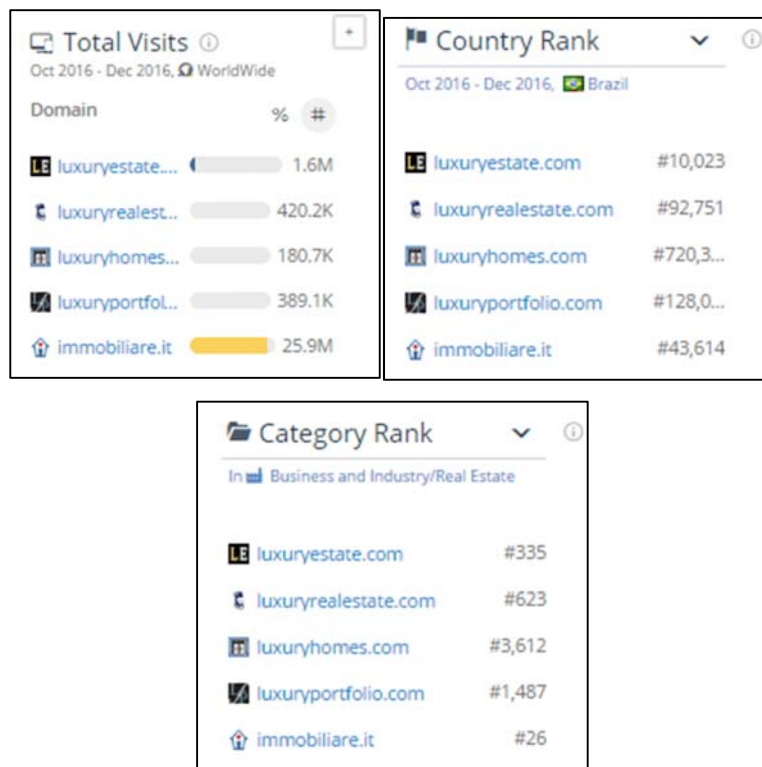 Total Visits
+
Oct 2016 - Dec 2016, WorldWide
Domain % #
LE luxuryestate.... 1.6M
luxuryrealest... 420.2K
luxuryhomes... 180.7K
luxuryportfol... 389.1K
immobiliare.it 25.9M
Country Rank
Oct 2016 - Dec 2016, Brazil
LE luxuryestate.com #10,023
luxuryrealestate.com #92,751
luxuryhomes.com #720,3...
luxuryportfolio.com #128,0...
immobiliare.it #43,614
Category Rank
In Business and Industry/Real Estate
LE luxuryestate.com #335
luxuryrealestate.com #623
luxuryhomes.com #3,612
luxuryportfolio.com #1,487
immobiliare.it #26